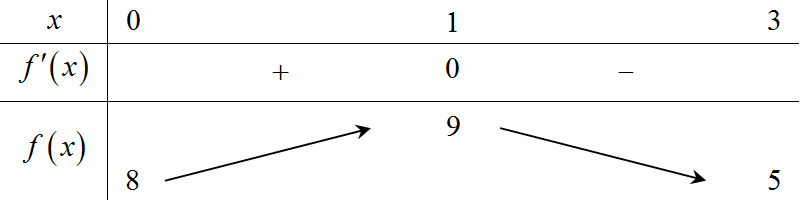 x 0 1 3
f'(x) + 0 −
f(x) 8 9 5